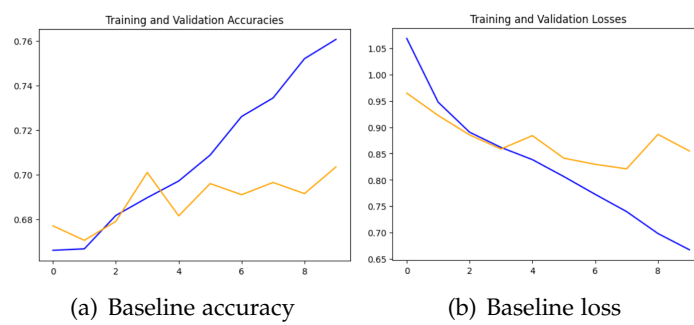 Training and Validation Accuracies
0.76
0.74
0.72
0.70
0.68
0 2 4 6 8
(a) Baseline accuracy
Training and Validation Losses
1.05
1.00
0.95
0.90
0.85
0.80
0.75
0.70
0.65
0 2 4 6 8
(b) Baseline loss